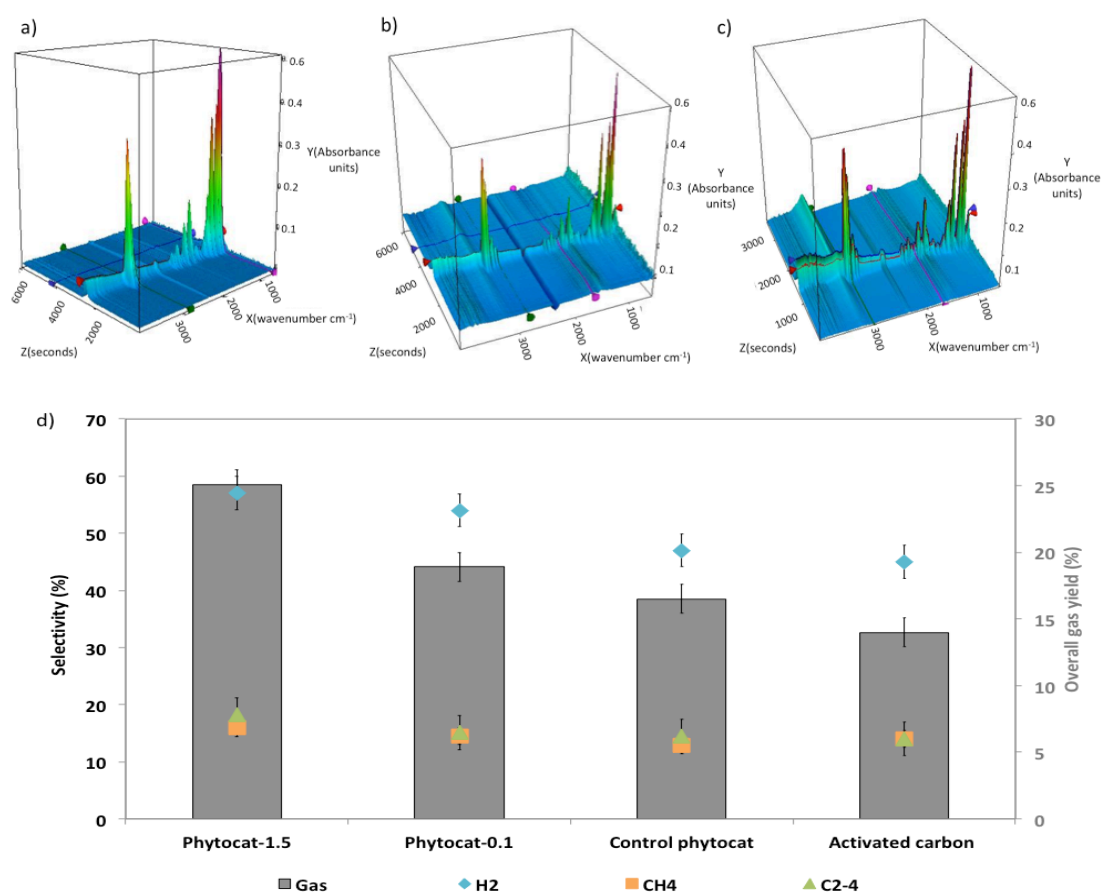 a)
b)
c)
0.6
0.4
0.3
0.2
0.1
Y(Absorbance
units)
6000
4000
2000
Z(seconds)
3000
2000
1000
X(wavenumber cm-1)
0.6
0.4
0.3
0.2
0.1
Y
(Absorbance
units)
6000
4000
2000
Z(seconds)
3000
2000
1000
X(wavenumber cm-1)
0.6
0.4
0.3
0.2
0.1
Y
(Absorbance
units)
3000
2000
1000
Z(seconds)
3000
2000
1000
X(wavenumber cm-1)
d)
70
60
50
40
30
20
10
0
Selectivity (%)
30
25
20
15
10
5
0
Overall gas yield (%)
Phytocat-1.5 Phytocat-0.1 Control phytocat Activated carbon
Gas H2 CH4 C2-4